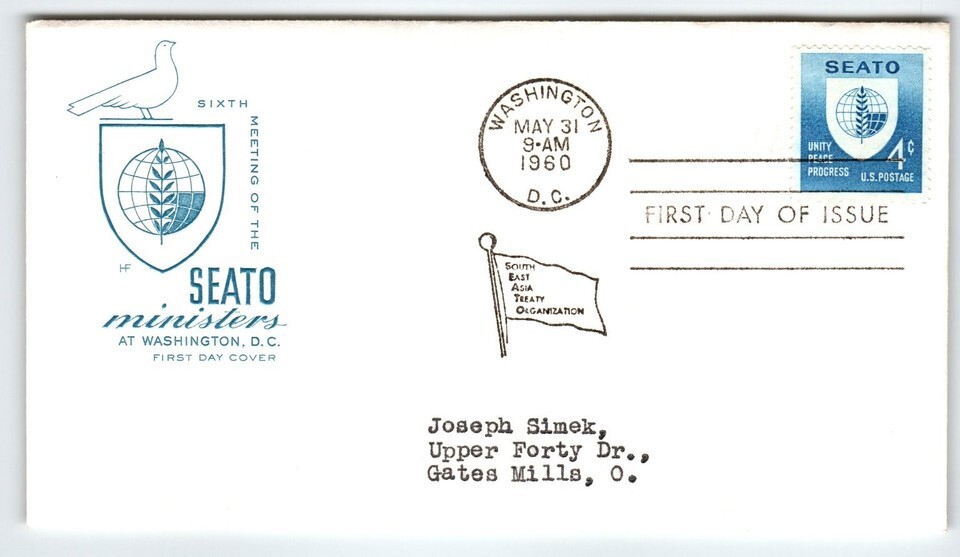 SIXTH
MEETING OF THE
HF
SEATO
ministers
AT WASHINGTON, D.C.
FIRST DAY COVER
WASHINGTON
MAY 31
9-AM
1960
D.C.
SOUTH
EAST
ASIA
TREATY
ORGANIZATION
SEATO
UNITY
PEACE
PROGRESS
4¢
U.S. POSTAGE
FIRST DAY OF ISSUE
Joseph Simek,
Upper Forty Dr.,
Gates Mills, O.